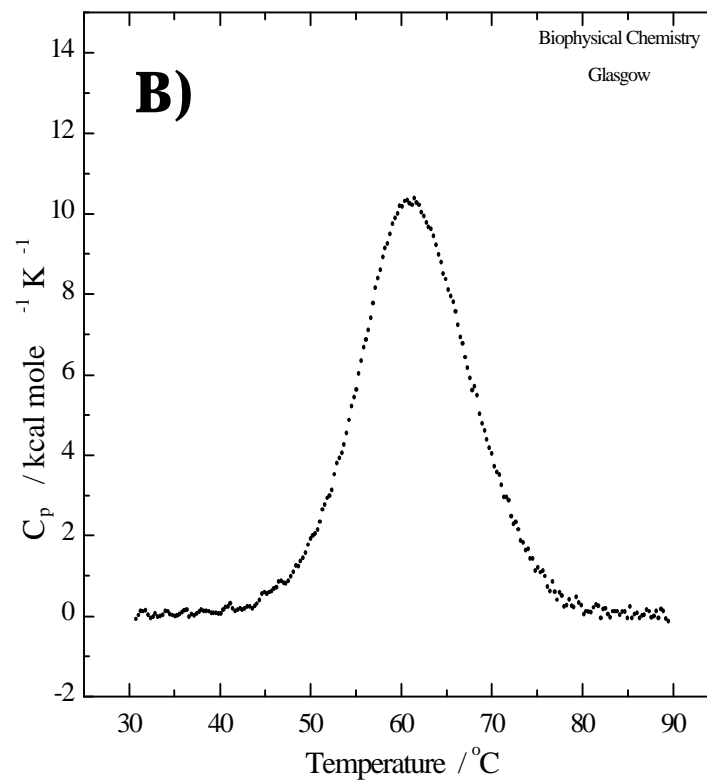 Biophysical Chemistry
Glasgow
B)
14
12
10
8
6
4
2
0
-2
C_p / kcal mole ^-1 K ^-1
30 40 50 60 70 80 90
Temperature / °C